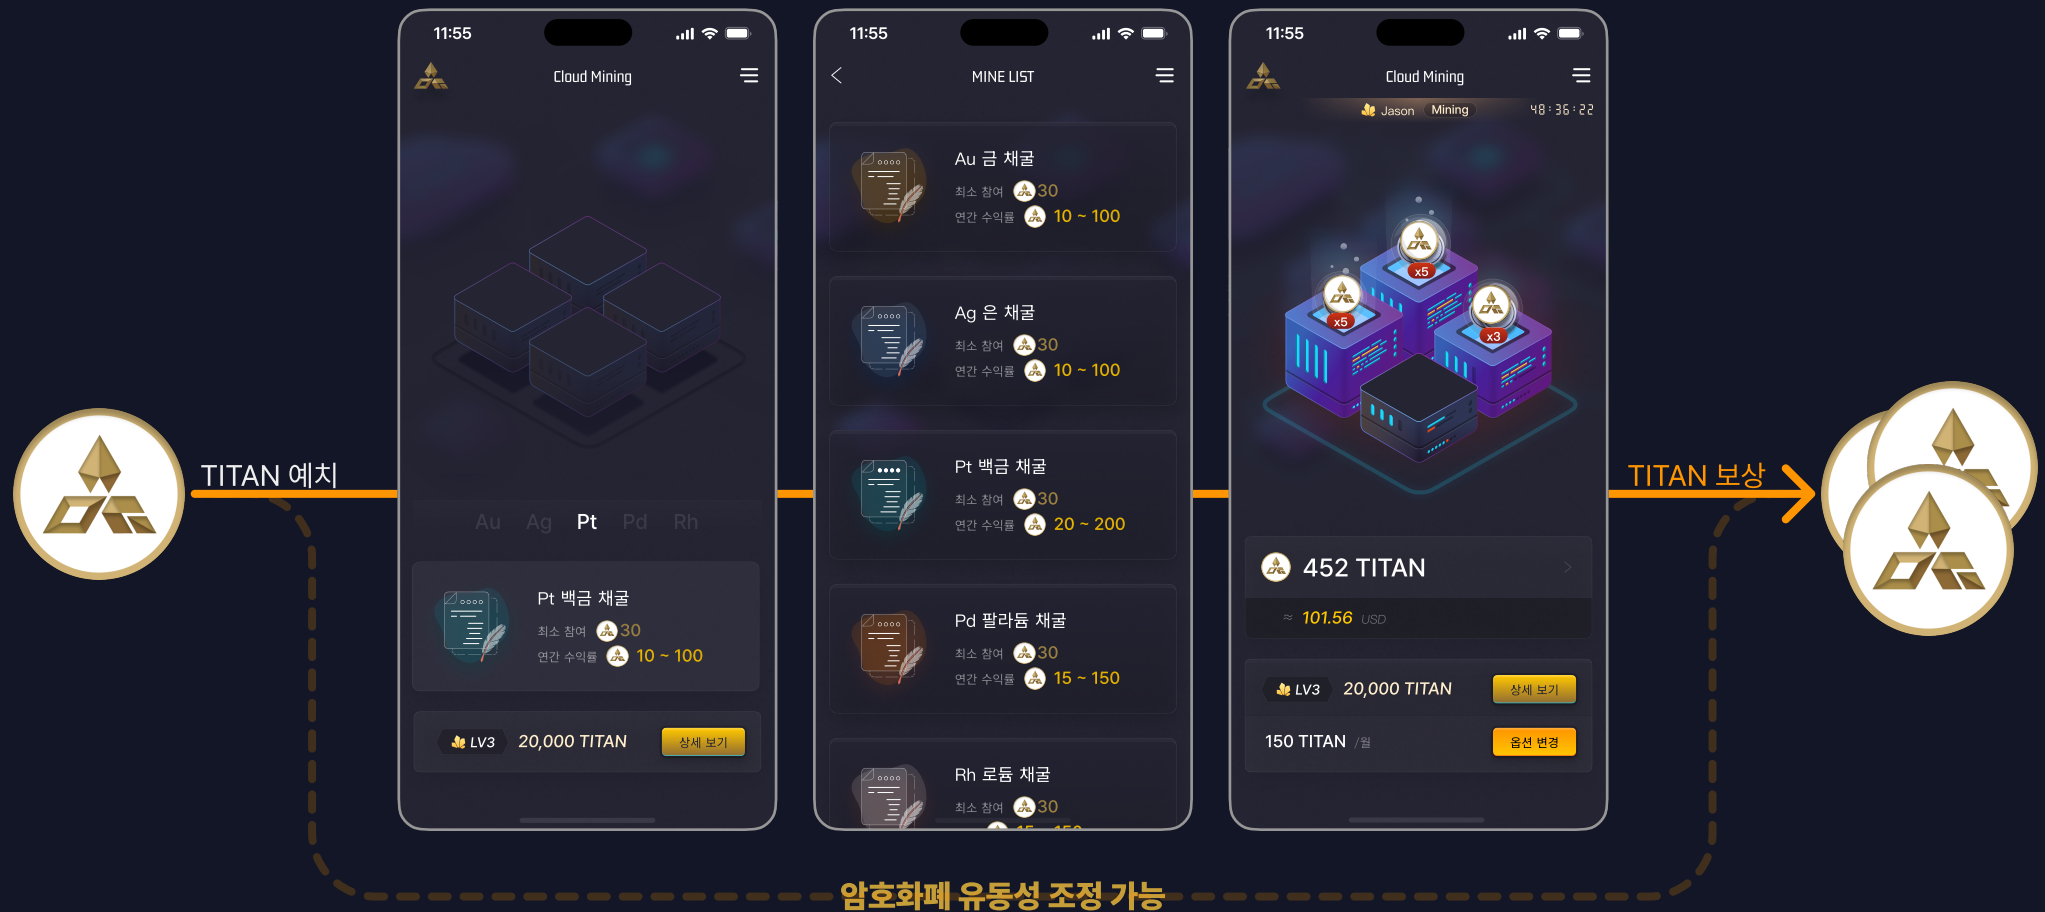 TITAN 예치
11:55
Cloud Mining
Au Ag Pt Pd Rh
Pt 백금 채굴
최소 참여 30
연간 수익률 10 ~ 100
LV3 20,000 TITAN 상세 보기
11:55
MINE LIST
Au 금 채굴
최소 참여 30
연간 수익률 10 ~ 100
Ag 은 채굴
최소 참여 30
연간 수익률 10 ~ 100
Pt 백금 채굴
최소 참여 30
연간 수익률 20 ~ 200
Pd 팔라듐 채굴
최소 참여 30
연간 수익률 15 ~ 150
Rh 로듐 채굴
최소 참여 30
15 ~ 150
11:55
Cloud Mining
Jason Mining 48:36:22
x5
x5
x3
452 TITAN
≈ 101.56 USD
LV3 20,000 TITAN 상세 보기
150 TITAN /월 옵션 변경
TITAN 보상
암호화폐 유동성 조정 가능